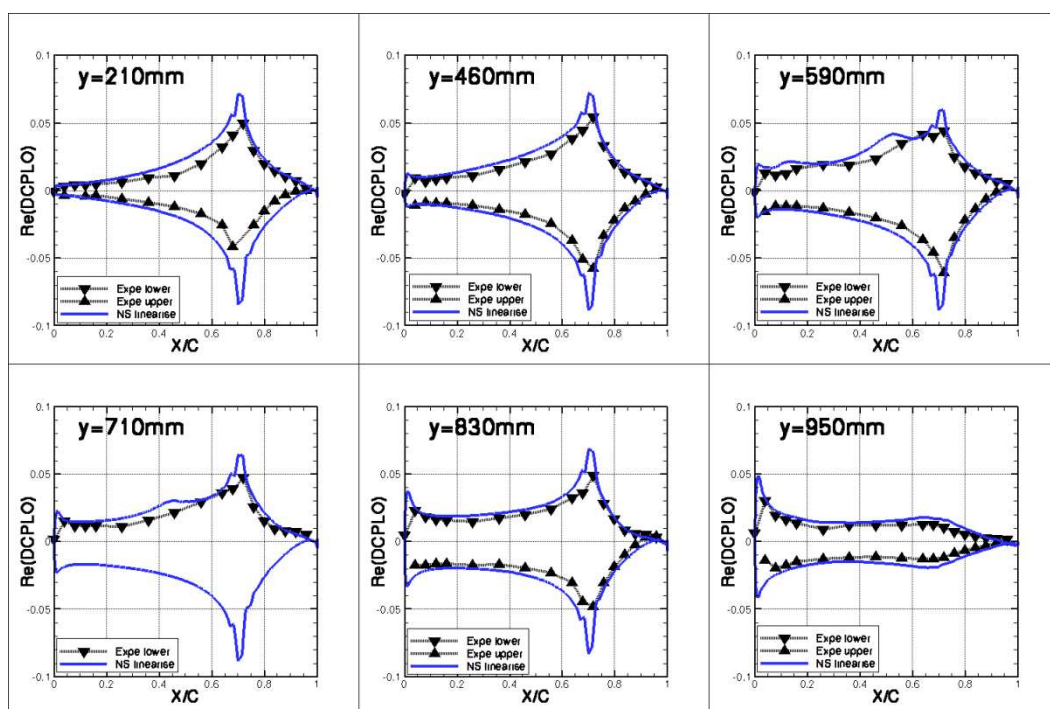 y=210mm
0.1
0.05
0
-0.05
-0.1
Re(DCPLO)
Expe lower
Expe upper
NS linearise
0
0.2
0.4
0.6
0.8
1
X/C
y=460mm
0.1
0.05
0
-0.05
-0.1
Re(DCPLO)
Expe lower
Expe upper
NS linearise
0
0.2
0.4
0.6
0.8
1
X/C
y=590mm
0.1
0.05
0
-0.05
-0.1
Re(DCPLO)
Expe lower
Expe upper
NS linearise
0
0.2
0.4
0.6
0.8
1
X/C
y=710mm
0.1
0.05
0
-0.05
-0.1
Re(DCPLO)
Expe lower
NS linearise
0
0.2
0.4
0.6
0.8
1
X/C
y=830mm
0.1
0.05
0
-0.05
-0.1
Re(DCPLO)
Expe lower
Expe upper
NS linearise
0
0.2
0.4
0.6
0.8
1
X/C
y=950mm
0.1
0.05
0
-0.05
-0.1
Re(DCPLO)
Expe lower
Expe upper
NS linearise
0
0.2
0.4
0.6
0.8
1
X/C